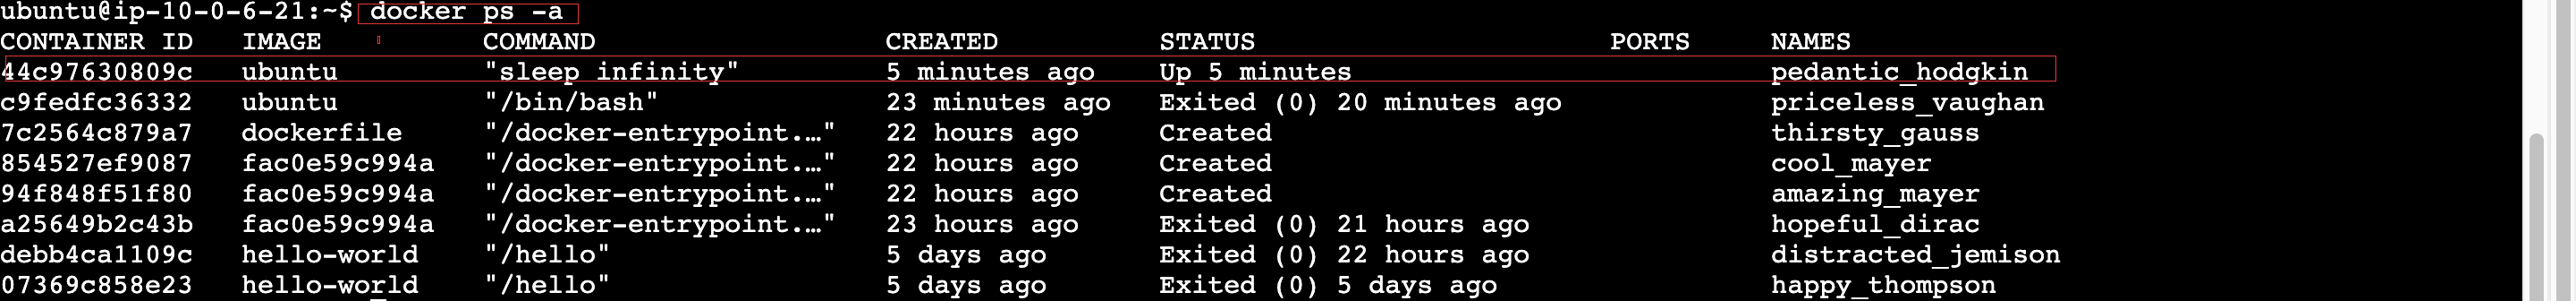 ubuntu@ip-10-0-6-21:~$ docker ps -a
CONTAINER ID   IMAGE          COMMAND                  CREATED          STATUS                      PORTS     NAMES
44c97630809c   ubuntu         "sleep infinity"         5 minutes ago    Up 5 minutes                          pedantic_hodgkin
c9fedfc36332   ubuntu         "/bin/bash"              23 minutes ago   Exited (0) 20 minutes ago             priceless_vaughan
7c2564c879a7   dockerfile     "/docker-entrypoint.…"   22 hours ago     Created                               thirsty_gauss
854527ef9087   fac0e59c994a   "/docker-entrypoint.…"   22 hours ago     Created                               cool_mayer
94f848f51f80   fac0e59c994a   "/docker-entrypoint.…"   22 hours ago     Created                               amazing_mayer
a25649b2c43b   fac0e59c994a   "/docker-entrypoint.…"   23 hours ago     Exited (0) 21 hours ago               hopeful_dirac
debb4ca1109c   hello-world    "/hello"                 5 days ago       Exited (0) 22 hours ago               distracted_jemison
07369c858e23   hello-world    "/hello"                 5 days ago       Exited (0) 5 days ago                 happy_thompson